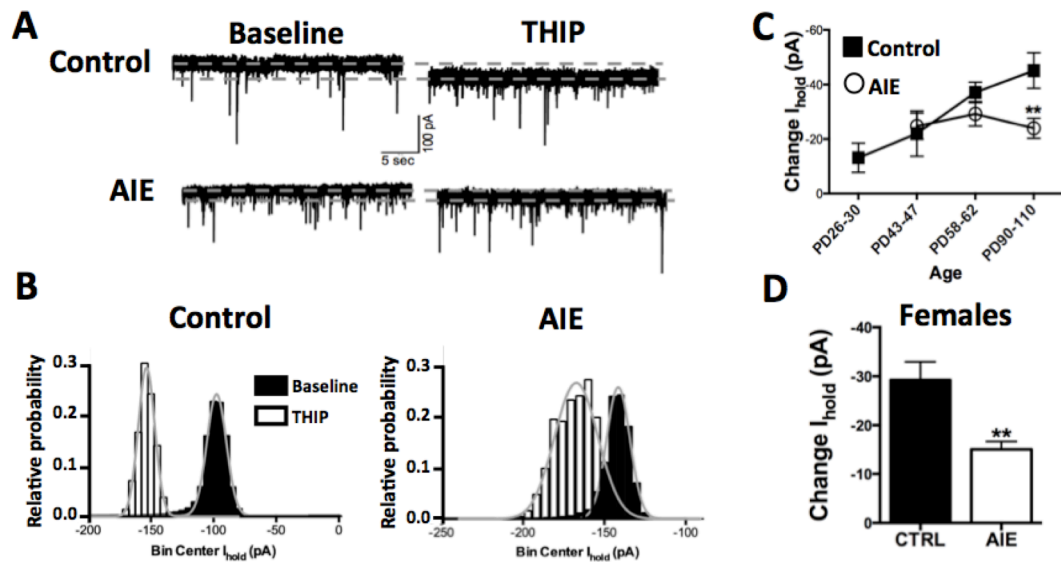 A
Baseline
THIP
Control
5 sec
100 pA
AIE
B
Control
AIE
Relative probability
0.3
0.2
0.1
0.0
Baseline
THIP
-200
-150
-100
-50
0
Bin Center Ihold (pA)
Relative probability
0.3
0.2
0.1
0.0
-250
-200
-150
-100
Bin Center Ihold (pA)
C
Change Ihold (pA)
-60
-40
-20
0
Control
AIE
**
PD26-30
PD43-47
PD58-62
PD90-110
Age
D
Females
Change Ihold (pA)
-40
-30
-20
-10
0
**
CTRL
AIE